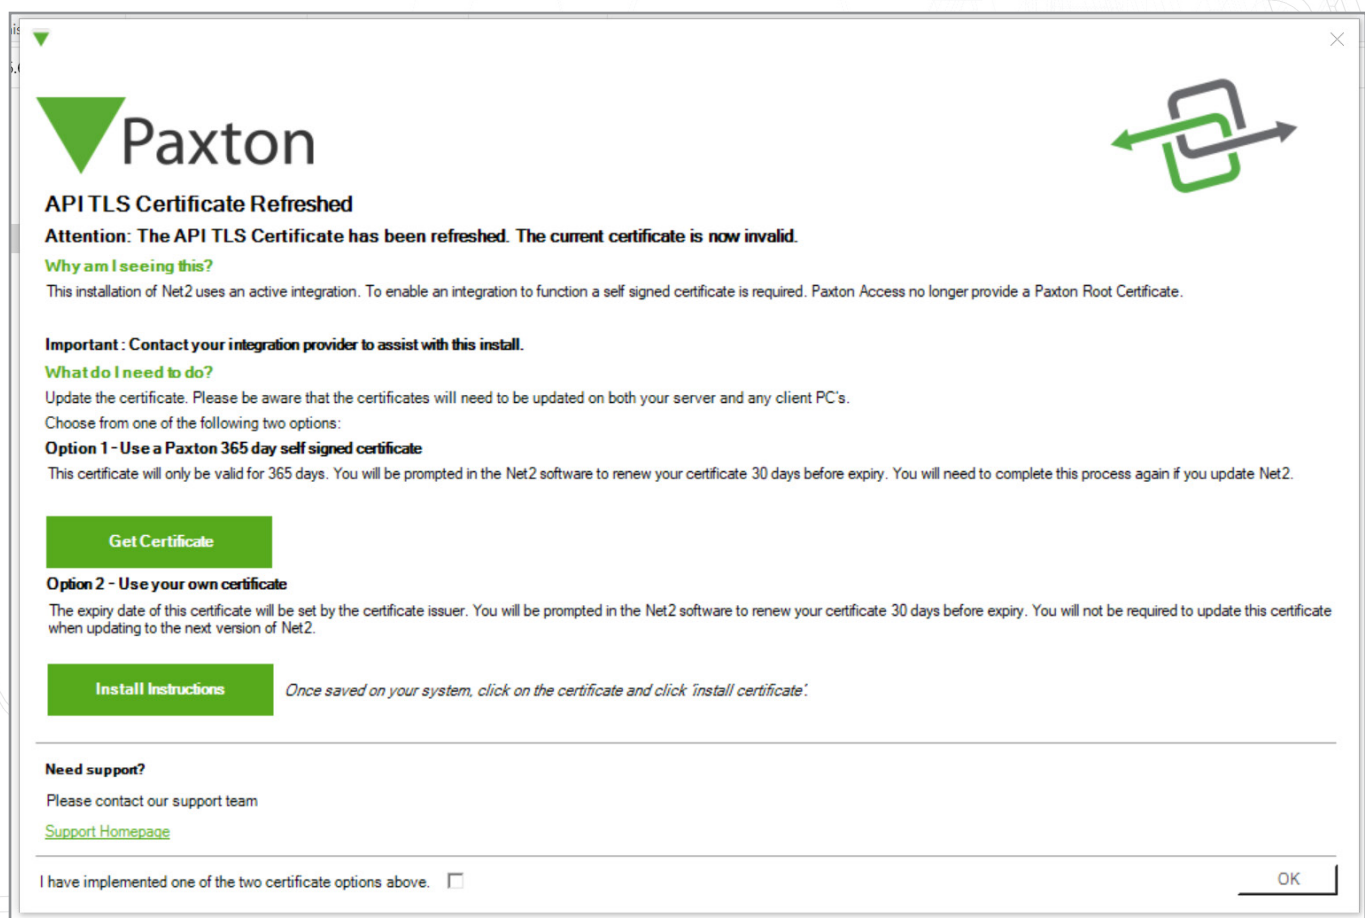 Paxton
API TLS Certificate Refreshed
Attention: The API TLS Certificate has been refreshed. The current certificate is now invalid.
Why am I seeing this?
This installation of Net2 uses an active integration. To enable an integration to function a self signed certificate is required. Paxton Access no longer provide a Paxton Root Certificate.
Important : Contact your integration provider to assist with this install.
What do I need to do?
Update the certificate. Please be aware that the certificates will need to be updated on both your server and any client PC's.
Choose from one of the following two options:
Option 1 - Use a Paxton 365 day self signed certificate
This certificate will only be valid for 365 days. You will be prompted in the Net2 software to renew your certificate 30 days before expiry. You will need to complete this process again if you update Net2.
Get Certificate
Option 2 - Use your own certificate
The expiry date of this certificate will be set by the certificate issuer. You will be prompted in the Net2 software to renew your certificate 30 days before expiry. You will not be required to update this certificate
when updating to the next version of Net2.
Install Instructions
Once saved on your system, click on the certificate and click 'install certificate'.
Need support?
Please contact our support team
Support Homepage
I have implemented one of the two certificate options above.
OK